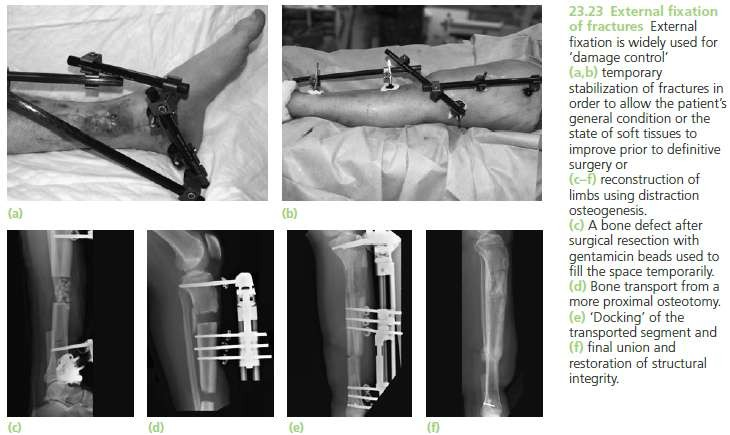 23.23 External fixation
of fractures External
fixation is widely used for
‘damage control’
(a,b) temporary
stabilization of fractures in
order to allow the patient’s
general condition or the
state of soft tissues to
improve prior to definitive
surgery or
(c–f) reconstruction of
limbs using distraction
osteogenesis.
(c) A bone defect after
surgical resection with
gentamicin beads used to
fill the space temporarily.
(d) Bone transport from a
more proximal osteotomy.
(e) ‘Docking’ of the
transported segment and
(f) final union and
restoration of structural
integrity.
(a)
(b)
(c)
(d)
(e)
(f)